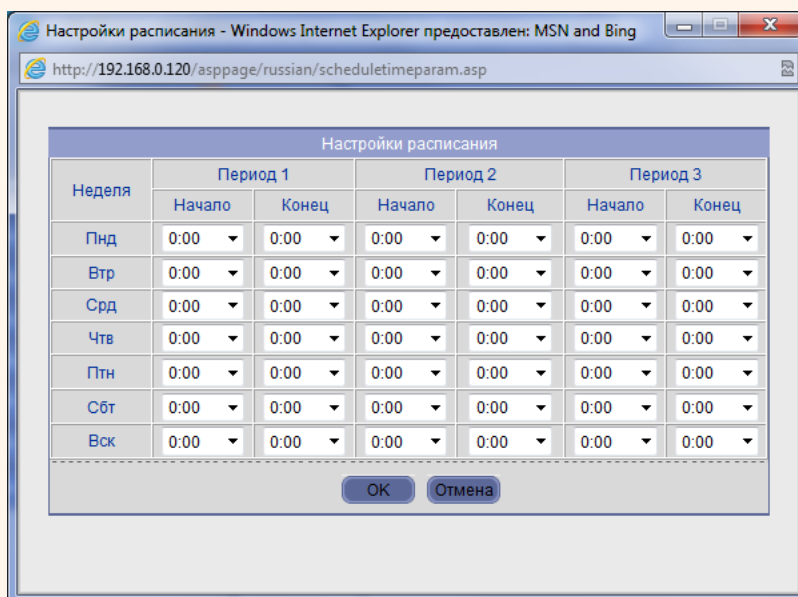 Настройки расписания - Windows Internet Explorer предоставлен: MSN and Bing
http://192.168.0.120/asppage/russian/scheduletimeparam.asp
Настройки расписания
Неделя Период 1 Период 2 Период 3
Начало Конец Начало Конец Начало Конец
Пнд 0:00 0:00 0:00 0:00 0:00 0:00
Втр 0:00 0:00 0:00 0:00 0:00 0:00
Срд 0:00 0:00 0:00 0:00 0:00 0:00
Чтв 0:00 0:00 0:00 0:00 0:00 0:00
Птн 0:00 0:00 0:00 0:00 0:00 0:00
Сбт 0:00 0:00 0:00 0:00 0:00 0:00
Вск 0:00 0:00 0:00 0:00 0:00 0:00
OK Отмена